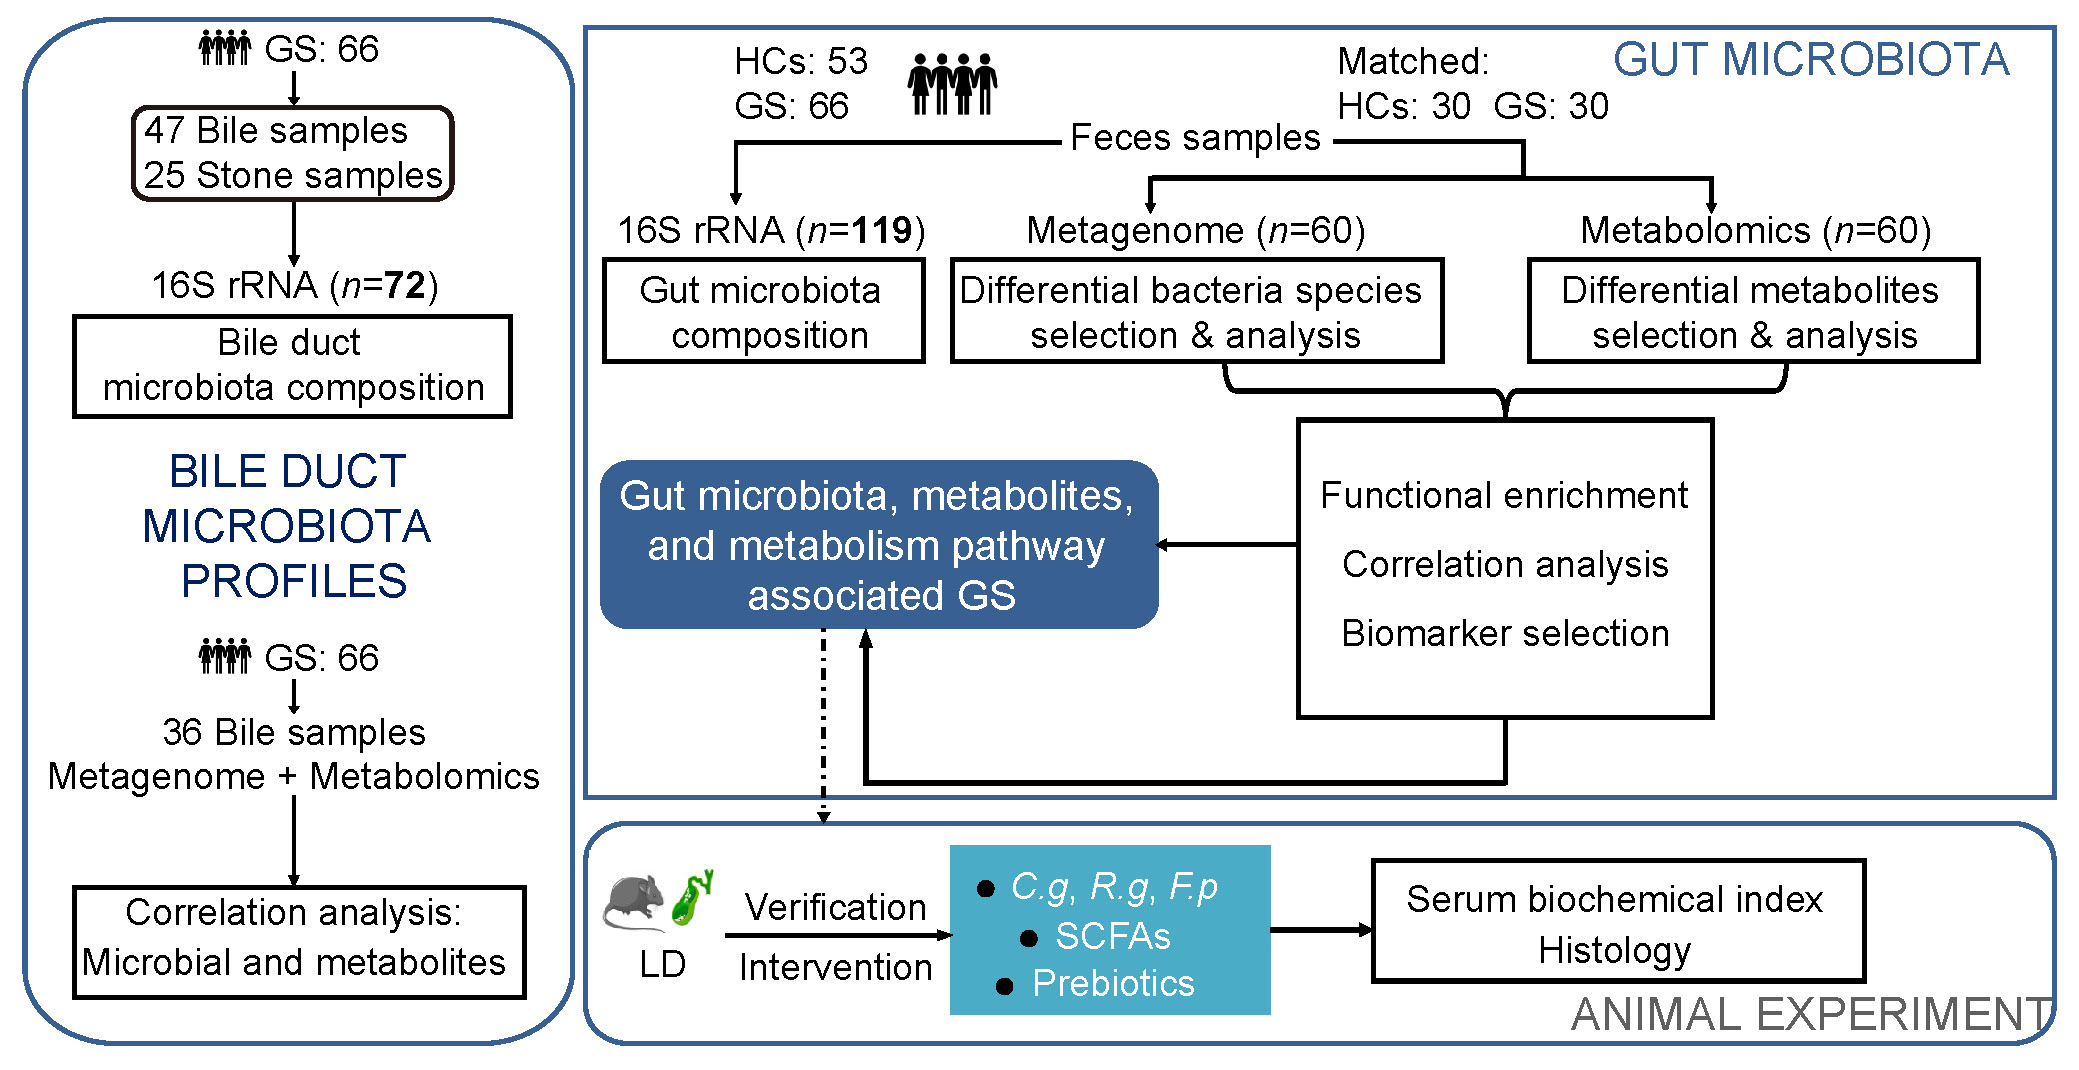 GS: 66
47 Bile samples
25 Stone samples
16S rRNA (n=72)
Bile duct
microbiota composition
BILE DUCT
MICROBIOTA
PROFILES
GS: 66
36 Bile samples
Metagenome + Metabolomics
Correlation analysis:
Microbial and metabolites
GUT MICROBIOTA
HCs: 53
GS: 66
Matched:
HCs: 30 GS: 30
Feces samples
16S rRNA (n=119)
Gut microbiota
composition
Metagenome (n=60)
Differential bacteria species
selection & analysis
Metabolomics (n=60)
Differential metabolites
selection & analysis
Functional enrichment
Correlation analysis
Biomarker selection
Gut microbiota, metabolites,
and metabolism pathway
associated GS
LD
Verification
Intervention
● C.g, R.g, F.p
● SCFAs
● Prebiotics
Serum biochemical index
Histology
ANIMAL EXPERIMENT